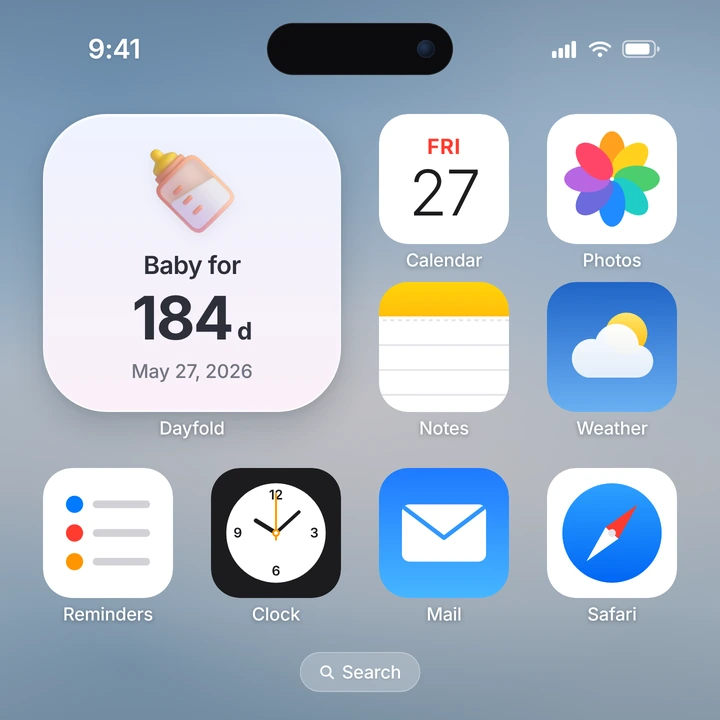 9:41
Baby for
184 d
May 27, 2026
Dayfold
FRI
27
Calendar
Photos
Notes
Weather
12
9
3
6
Reminders
Clock
Mail
Safari
Search